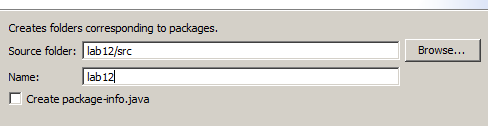 Creates folders corresponding to packages.
Source folder: lab12/src Browse...
Name: lab12
Create package-info.java